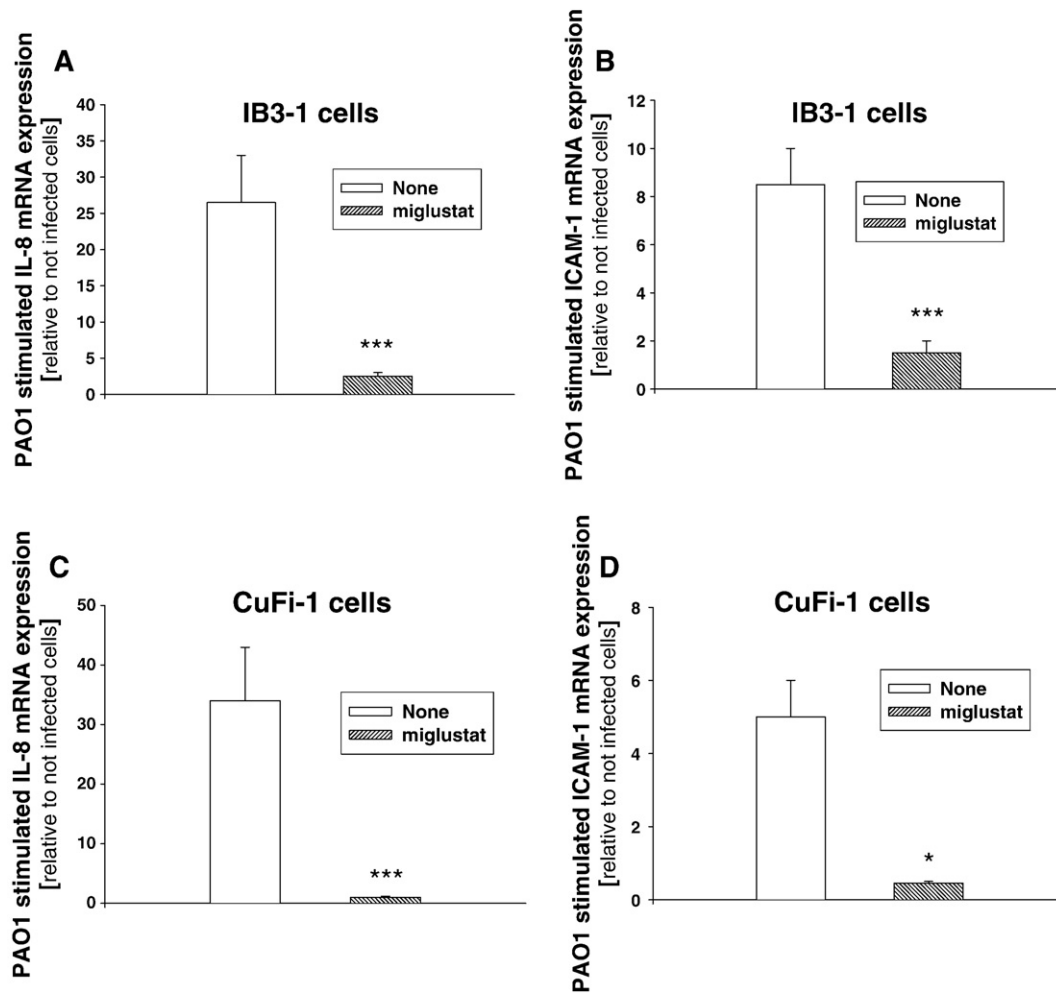 A
PAO1 stimulated IL-8 mRNA expression
[relative to not infected cells]
IB3-1 cells
40
35
30
25
20
15
10
5
0
None
miglustat
***
B
PAO1 stimulated ICAM-1 mRNA expression
[relative to not infected cells]
IB3-1 cells
12
10
8
6
4
2
0
None
miglustat
***
C
PAO1 stimulated IL-8 mRNA expression
[relative to not infected cells]
CuFi-1 cells
50
40
30
20
10
0
None
miglustat
***
D
PAO1 stimulated ICAM-1 mRNA expression
[relative to not infected cells]
CuFi-1 cells
8
6
4
2
0
None
miglustat
*